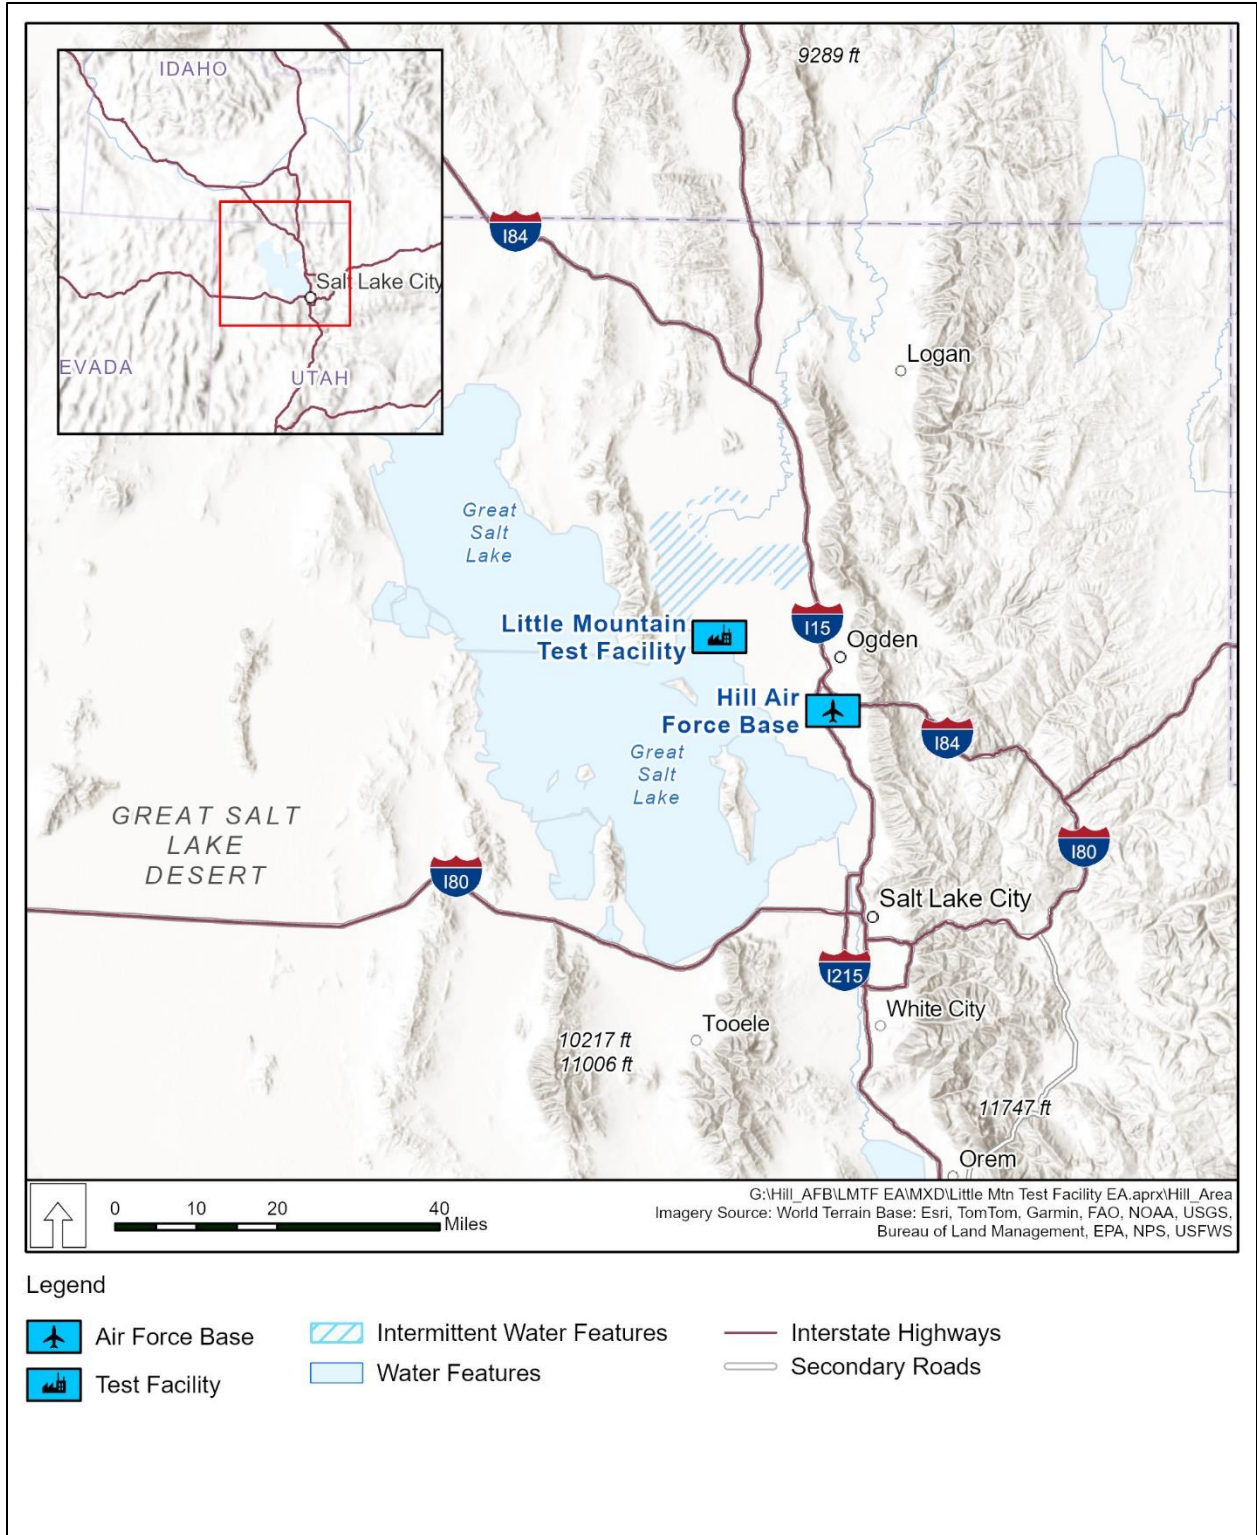 9289 ft
IDAHO
Salt Lake City
EVADA
UTAH
I84
Logan
Great
Salt
Lake
Little Mountain
Test Facility
I15
Ogden
Hill Air
Force Base
I84
Great
Salt
Lake
GREAT SALT
LAKE
DESERT
I80
I80
Salt Lake City
I215
White City
Tooele
10217 ft
11006 ft
11747 ft
Orem
0 10 20 40
Miles
G:\Hill_AFB\LMTF EA\MXD\Little Mtn Test Facility EA.aprx\Hill_Area
Imagery Source: World Terrain Base: Esri, TomTom, Garmin, FAO, NOAA, USGS,
Bureau of Land Management, EPA, NPS, USFWS
Legend
Air Force Base
Intermittent Water Features
Interstate Highways
Test Facility
Water Features
Secondary Roads